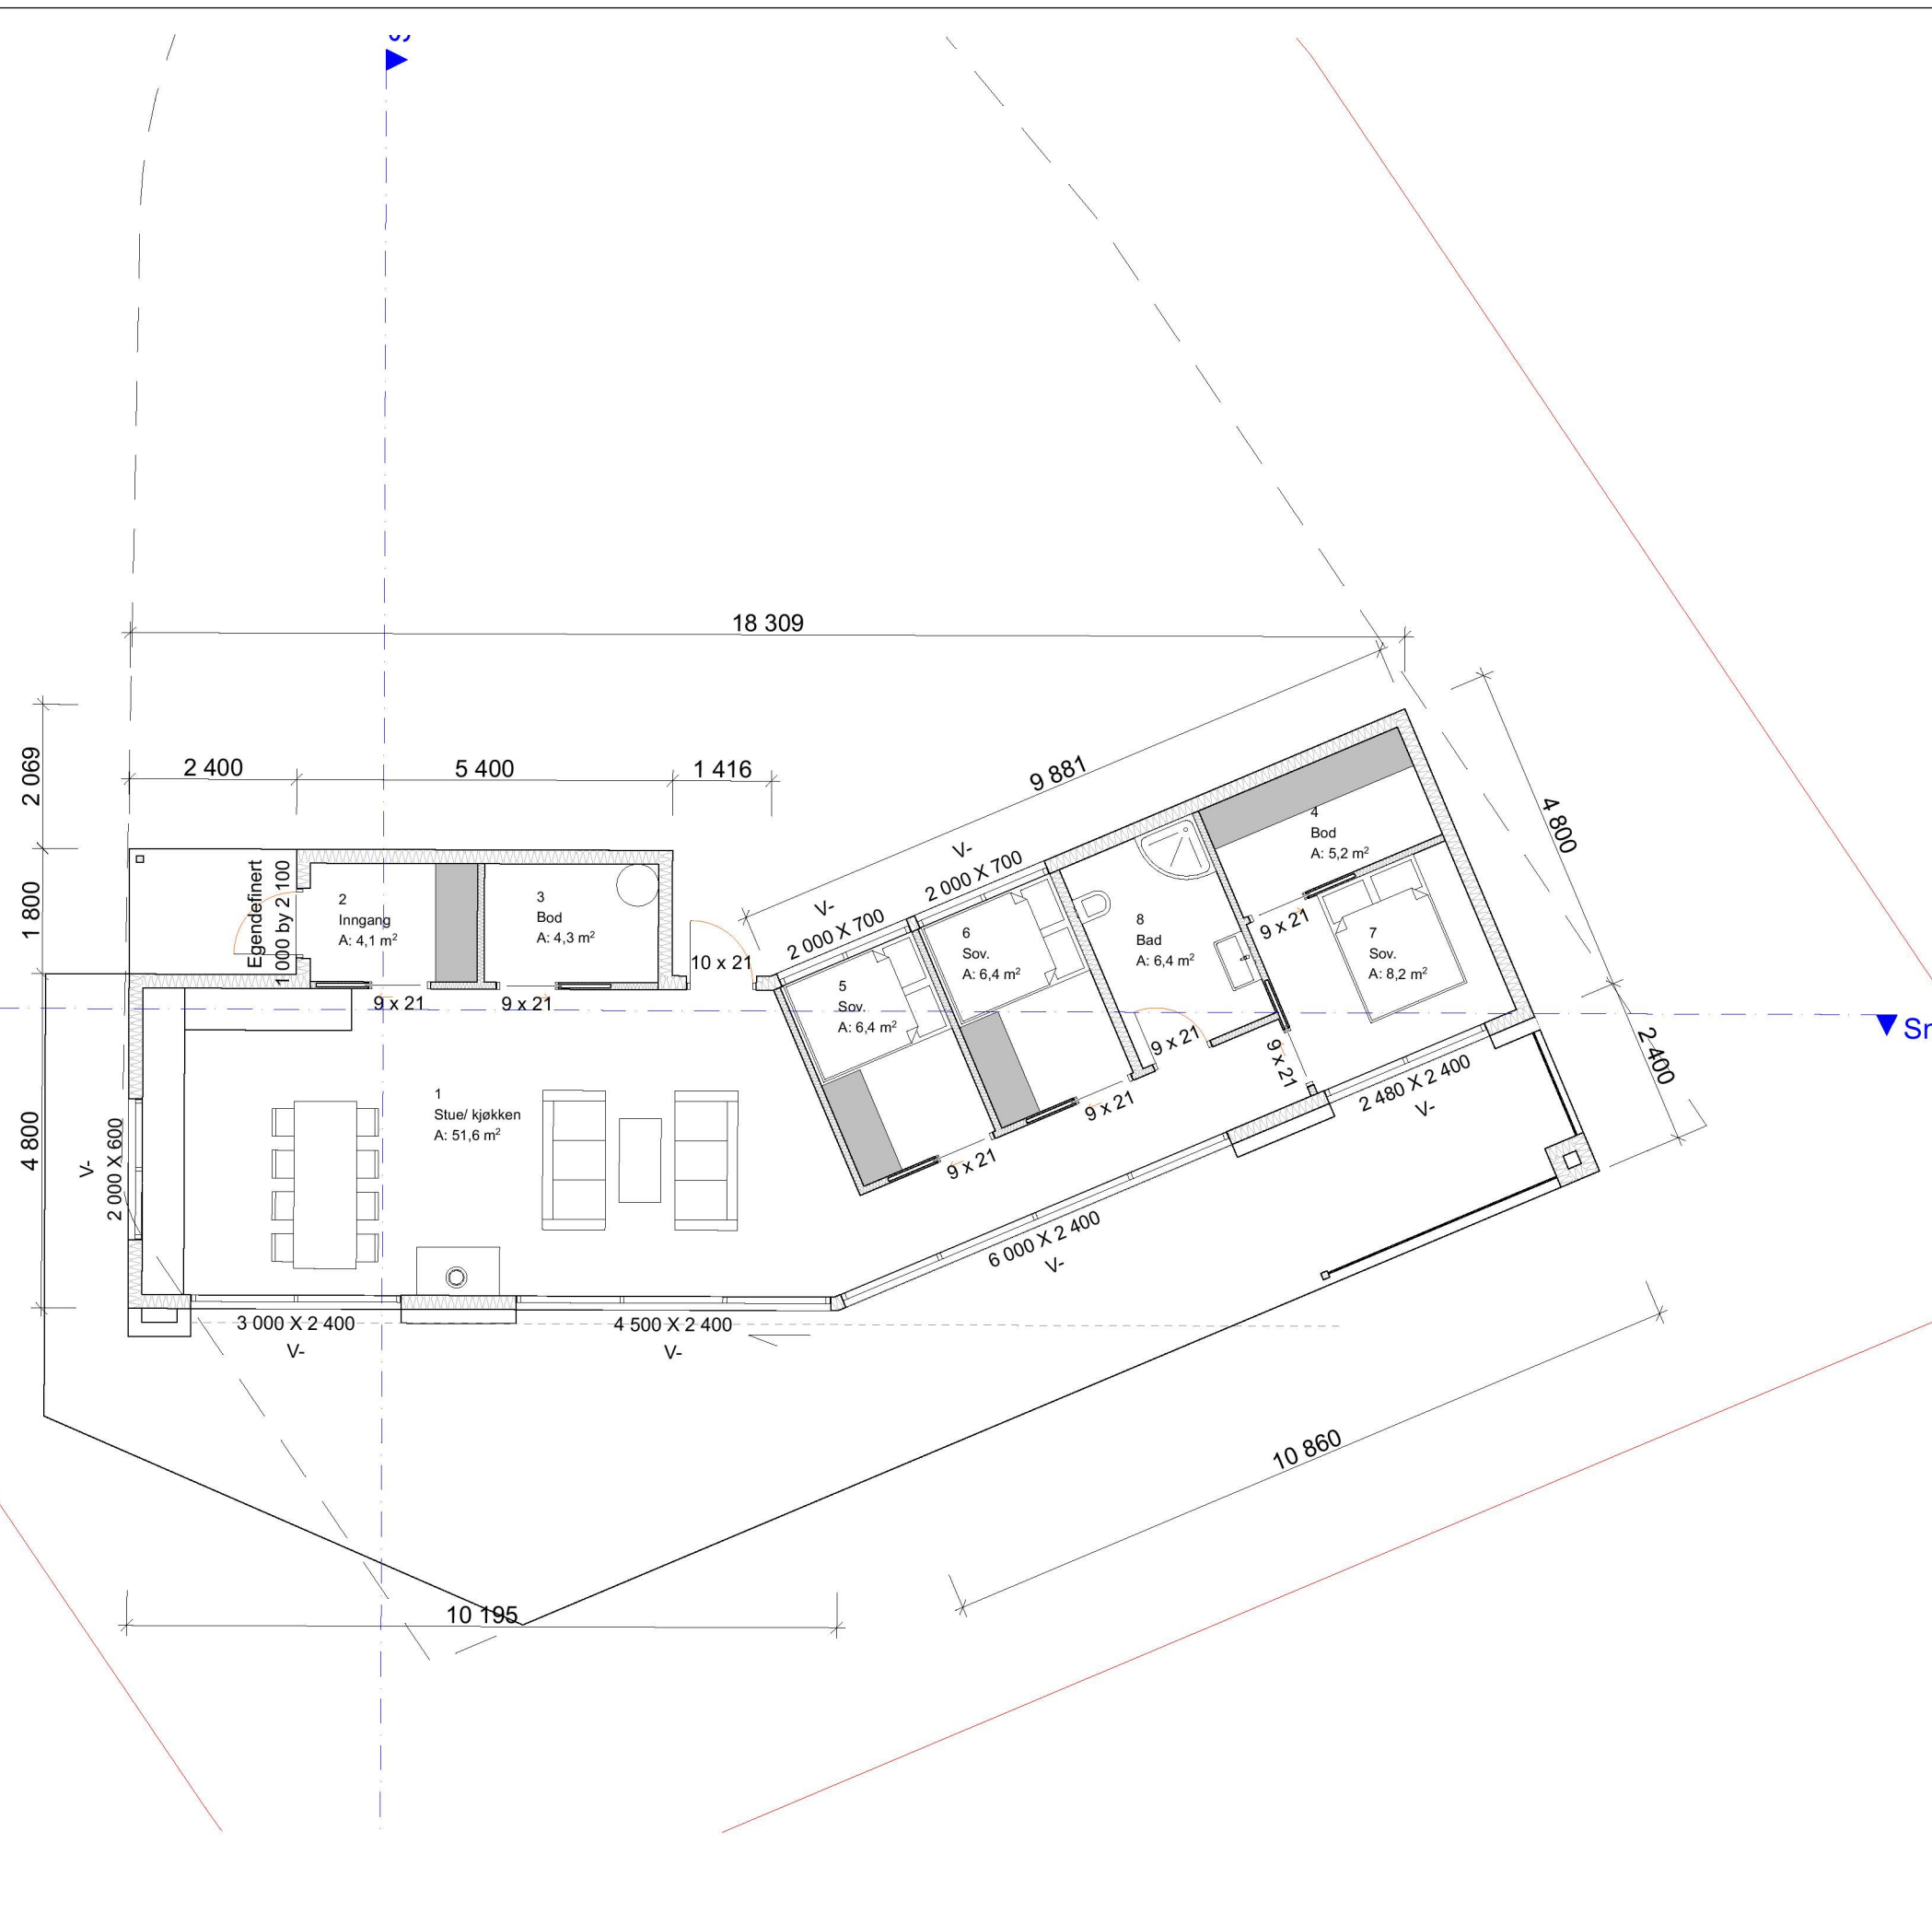 18 309
2 069
2 400
5 400
1 416
9 881
4 800
1 800
Egendefinert
1 000 by 2 100
2
Inngang
A: 4,1 m²
3
Bod
A: 4,3 m²
10 x 21
V-
2 000 X 700
V-
2 000 X 700
4
Bod
A: 5,2 m²
5
Sov.
A: 6,4 m²
6
Sov.
A: 6,4 m²
8
Bad
A: 6,4 m²
7
Sov.
A: 8,2 m²
9 x 21
9 x 21
9 x 21
9 x 21
9 x 21
9 x 21
9 x 21
Sn
2 400
4 800
V-
2 000 X 600
1
Stue/ kjøkken
A: 51,6 m²
2 480 X 2 400
V-
6 000 X 2 400
V-
3 000 X 2 400
V-
4 500 X 2 400
V-
10 860
10 195